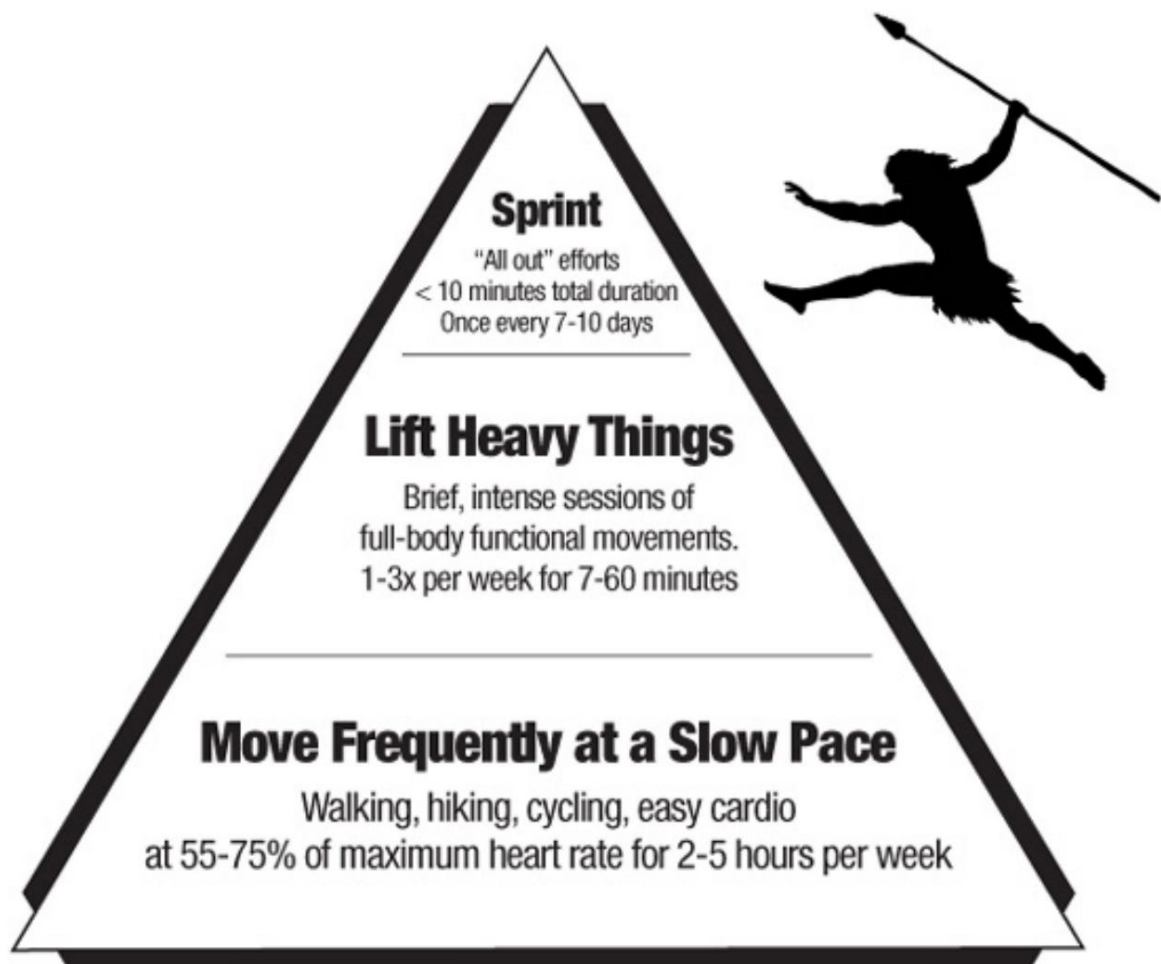 Sprint
“All out” efforts
< 10 minutes total duration
Once every 7-10 days
Lift Heavy Things
Brief, intense sessions of
full-body functional movements.
1-3x per week for 7-60 minutes
Move Frequently at a Slow Pace
Walking, hiking, cycling, easy cardio
at 55-75% of maximum heart rate for 2-5 hours per week